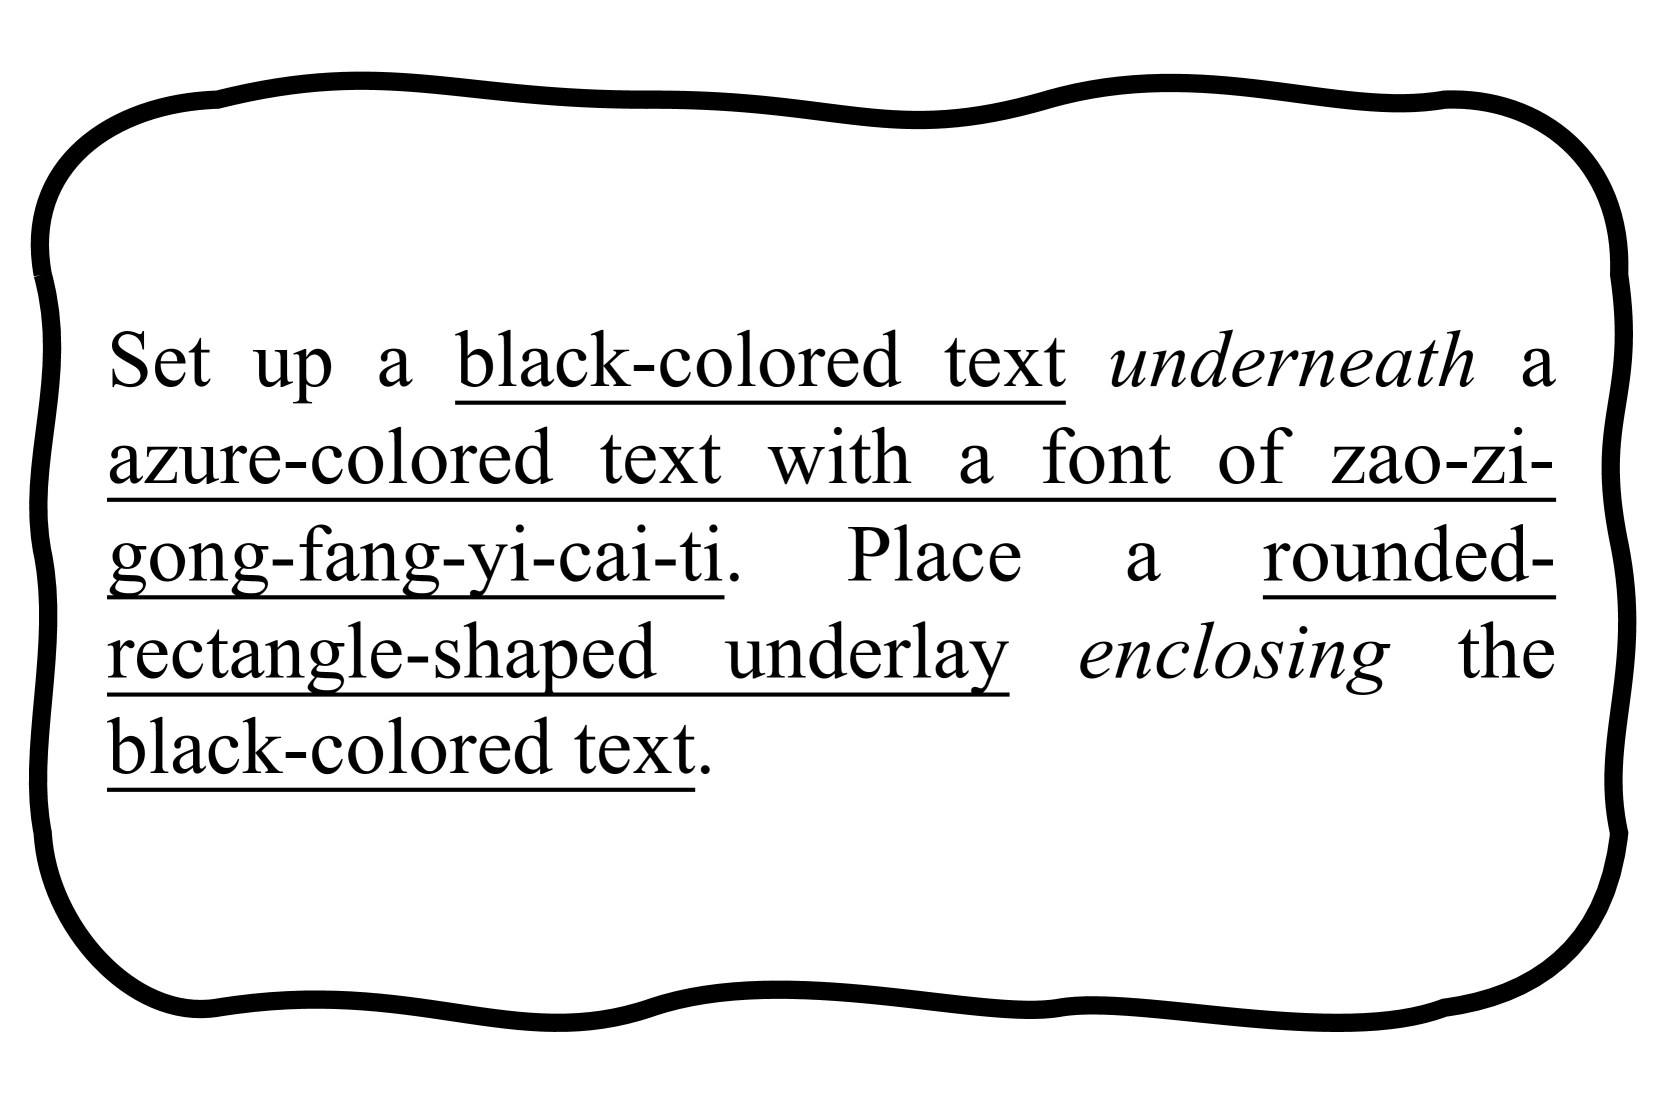 Set up a black-colored text underneath a
azure-colored text with a font of zao-zi-
gong-fang-yi-cai-ti. Place a rounded-
rectangle-shaped underlay enclosing the
black-colored text.